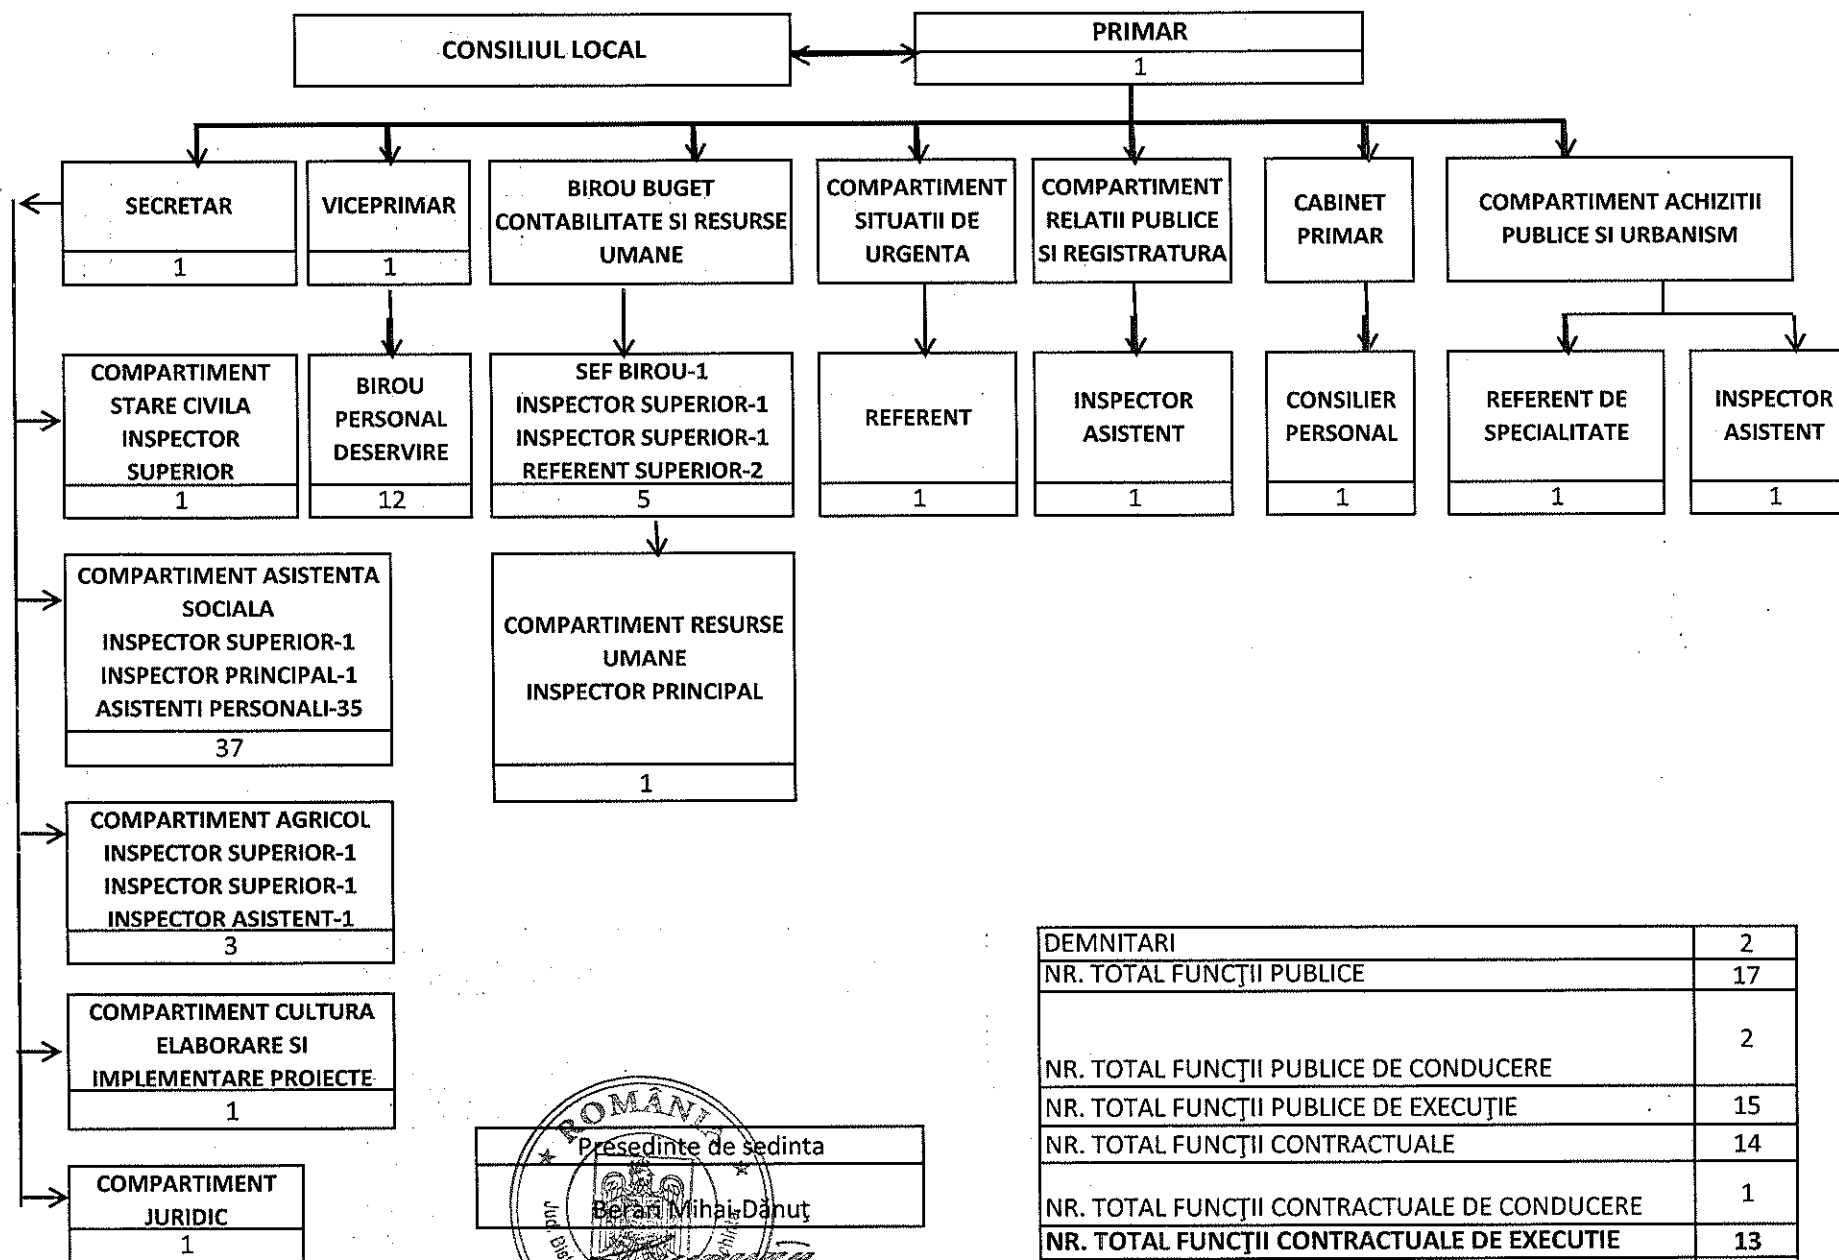 CONSILIUL LOCAL
PRIMAR
1
SECRETAR
1
VICEPRIMAR
1
BIROU BUGET
CONTABILITATE SI RESURSE
UMANE
COMPARTIMENT
SITUATII DE
URGENTA
COMPARTIMENT
RELATII PUBLICE
SI REGISTRATURA
CABINET
PRIMAR
COMPARTIMENT ACHIZITII
PUBLICE SI URBANISM
COMPARTIMENT
STARE CIVILA
INSPECTOR
SUPERIOR
1
BIROU
PERSONAL
DESERVIRE
12
SEF BIROU-1
INSPECTOR SUPERIOR-1
INSPECTOR SUPERIOR-1
REFERENT SUPERIOR-2
5
REFERENT
1
INSPECTOR
ASISTENT
1
CONSILIER
PERSONAL
1
REFERENT DE
SPECIALITATE
1
INSPECTOR
ASISTENT
1
COMPARTIMENT ASISTENTA
SOCIALA
INSPECTOR SUPERIOR-1
INSPECTOR PRINCIPAL-1
ASISTENTI PERSONALI-35
37
COMPARTIMENT RESURSE
UMANE
INSPECTOR PRINCIPAL
1
COMPARTIMENT AGRICOL
INSPECTOR SUPERIOR-1
INSPECTOR SUPERIOR-1
INSPECTOR ASISTENT-1
3
COMPARTIMENT CULTURA
ELABORARE SI
IMPLEMENTARE PROIECTE
1
COMPARTIMENT
JURIDIC
1
ROMÂNIA
Presedinte de sedinta
Berari Mihai-Dănuţ
Jud.
DEMNITARI 2
NR. TOTAL FUNCŢII PUBLICE 17
NR. TOTAL FUNCŢII PUBLICE DE CONDUCERE 2
NR. TOTAL FUNCŢII PUBLICE DE EXECUŢIE 15
NR. TOTAL FUNCŢII CONTRACTUALE 14
NR. TOTAL FUNCŢII CONTRACTUALE DE CONDUCERE 1
NR. TOTAL FUNCŢII CONTRACTUALE DE EXECUTIE 13